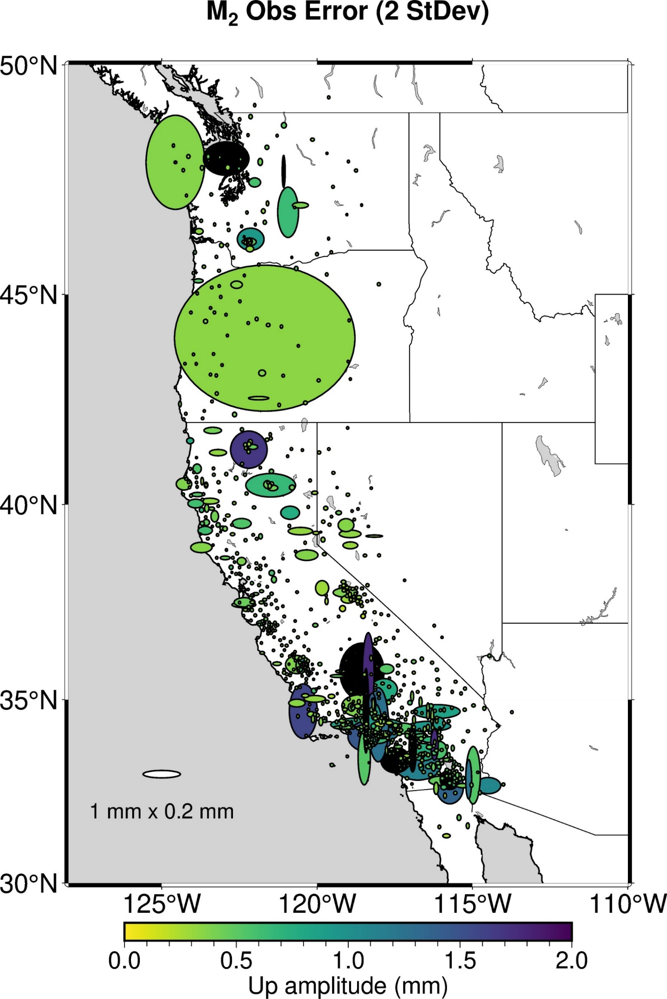 M₂ Obs Error (2 StDev)
50°N
45°N
40°N
35°N
30°N
1 mm x 0.2 mm
125°W 120°W 115°W 110°W
0.0 0.5 1.0 1.5 2.0
Up amplitude (mm)